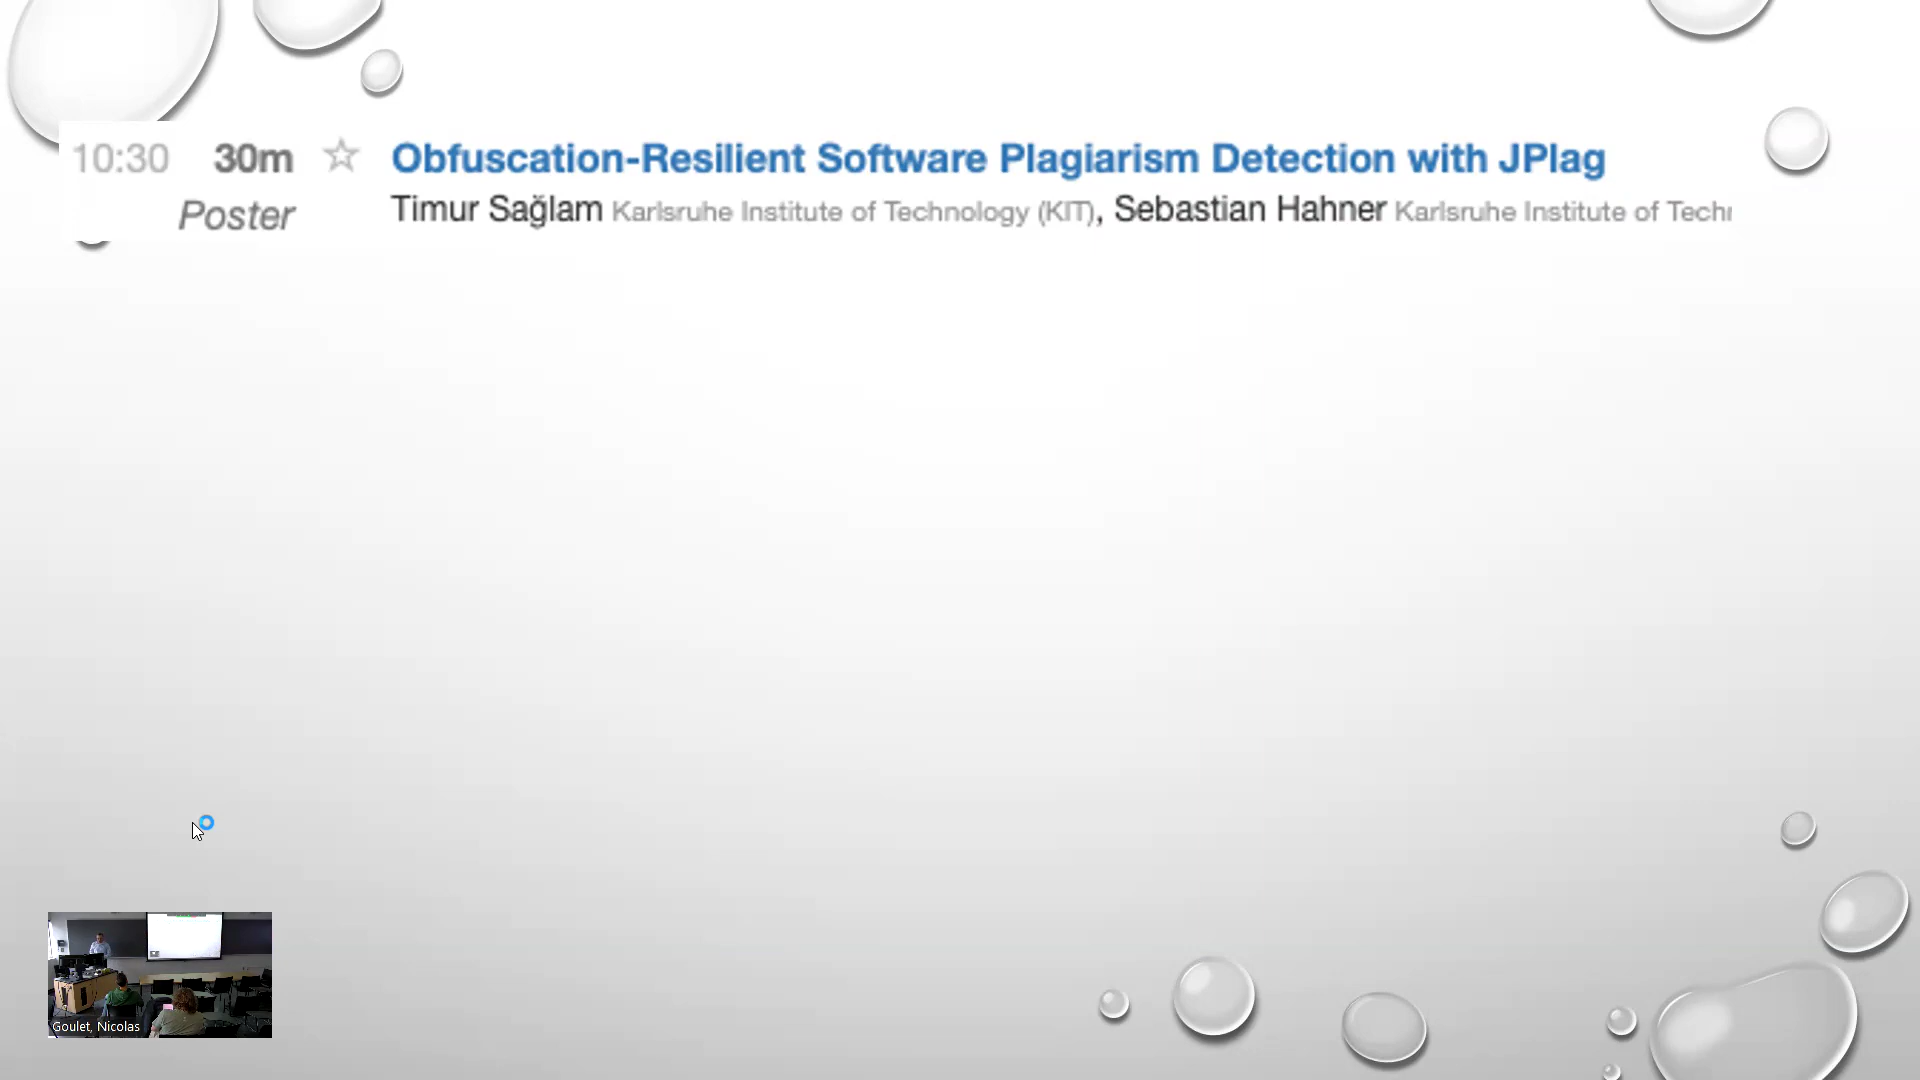 10:30 30m Obfuscation-Resilient Software Plagiarism Detection with JPlag
Poster Timur Sağlam Karlsruhe Institute of Technology (KIT), Sebastian Hahner Karlsruhe Institute of Techn
Goulet, Nicolas